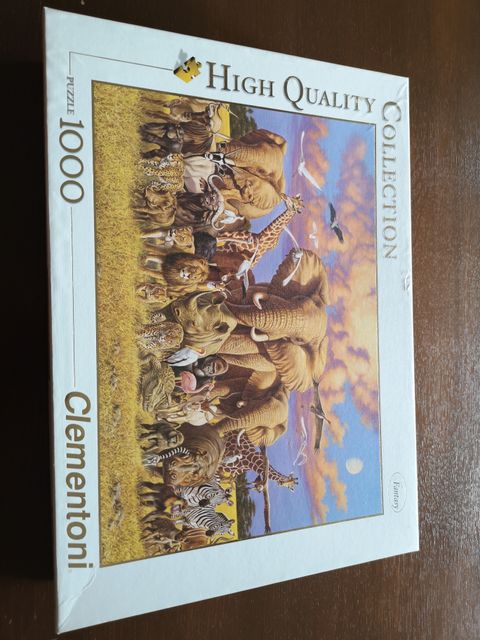 HIGH QUALITY COLLECTION
Fantasy
PUZZLE 1000
Clementoni